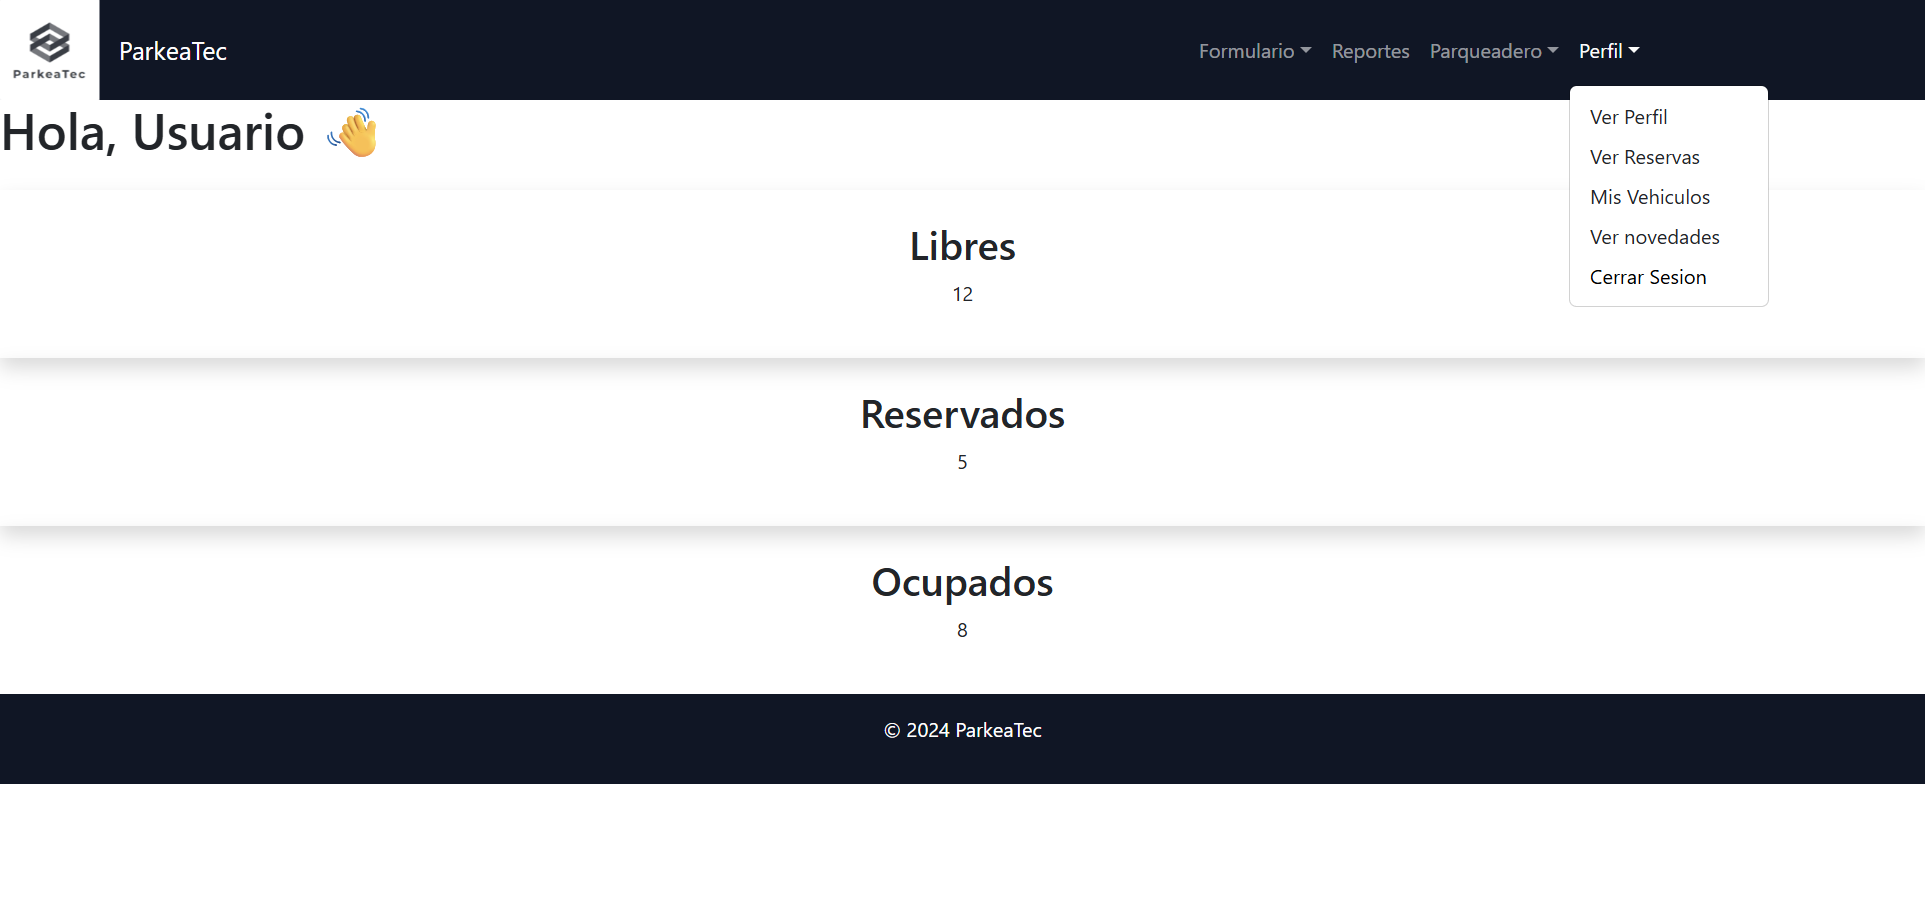 ParkeaTec
ParkeaTec
Formulario
Reportes
Parqueadero
Perfil
Ver Perfil
Ver Reservas
Mis Vehiculos
Ver novedades
Cerrar Sesion
Hola, Usuario 👋
Libres
12
Reservados
5
Ocupados
8
© 2024 ParkeaTec